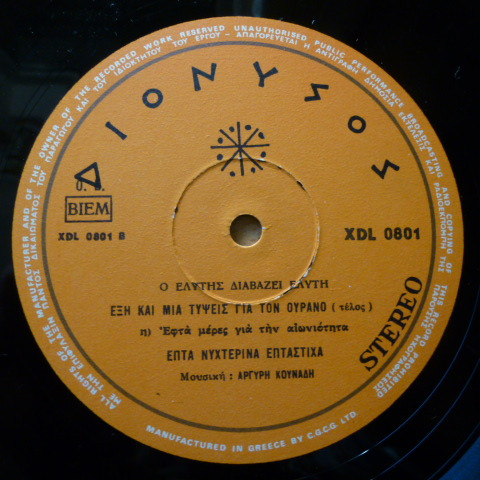 ALL RIGHTS OF THE MANUFACTURER AND OF THE OWNER OF THE RECORDED WORK RESERVED UNAUTHORISED PUBLIC PERFORMANCE BROADCASTING AND COPYING OF THIS RECORD PROHIBITED
ΔΙΟΝΥΣΟΣ
BIEM
XDL 0801 B
XDL 0801
Ο ΕΛΥΤΗΣ ΔΙΑΒΑΖΕΙ ΕΛΥΤΗ
ΕΞΗ ΚΑΙ ΜΙΑ ΤΥΨΕΙΣ ΓΙΑ ΤΟΝ ΟΥΡΑΝΟ ( τέλος )
η) Ἑφτά μέρες γιά τήν αἰωνιότητα
ΕΠΤΑ ΝΥΧΤΕΡΙΝΑ ΕΠΤΑΣΤΙΧΑ
Μουσική : ΑΡΓΥΡΗ ΚΟΥΝΑΔΗ
STEREO
MANUFACTURED IN GREECE BY C.G.C.G. LTD.